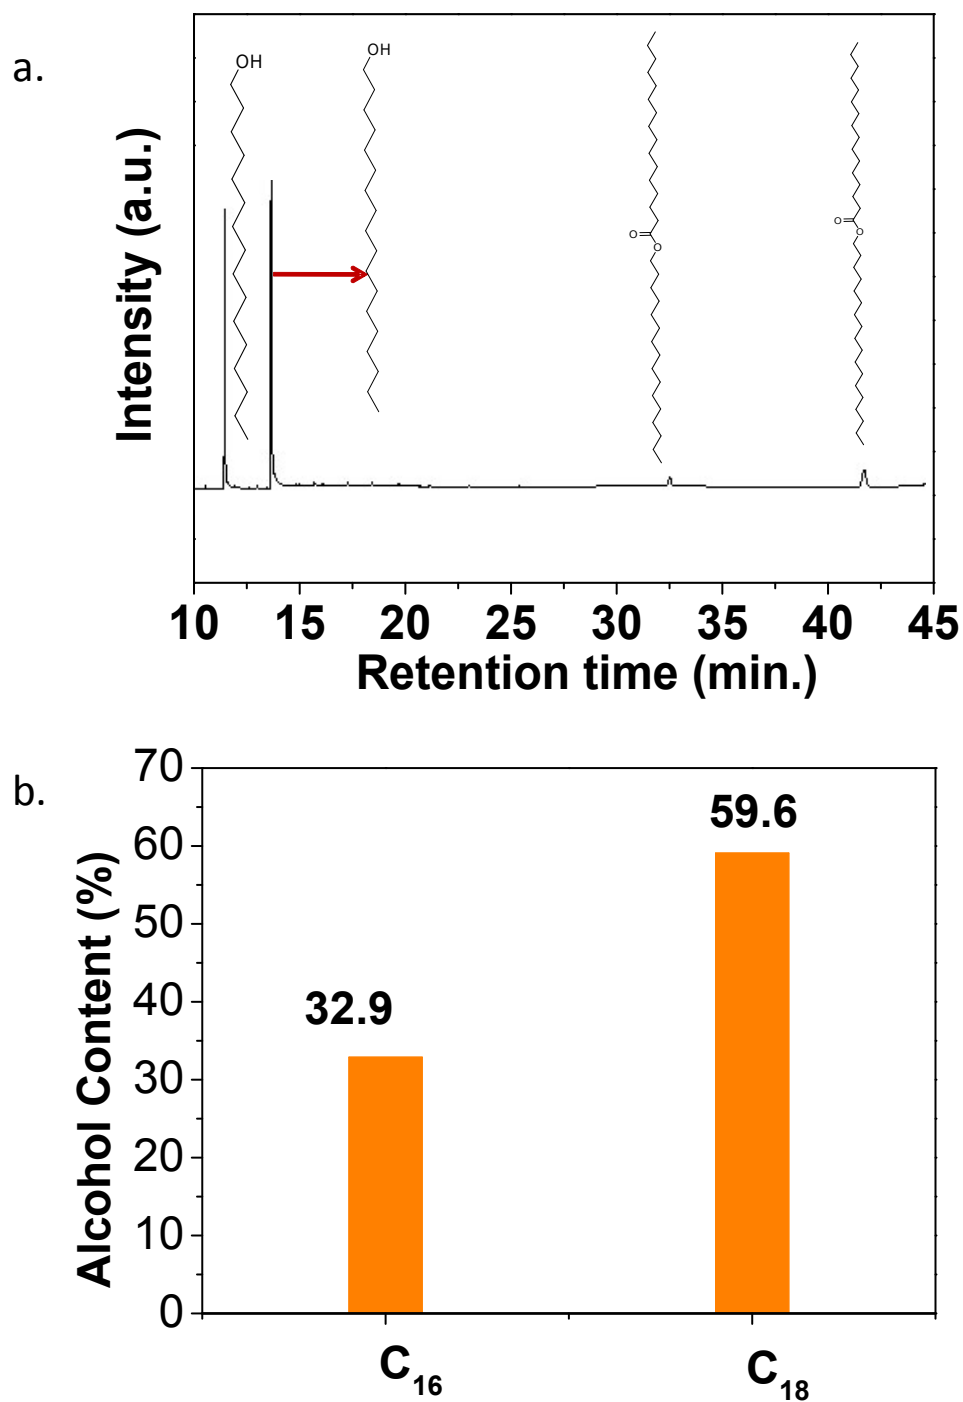 a.
OH
OH
O
O
O
O
Intensity (a.u.)
10 15 20 25 30 35 40 45
Retention time (min.)
b.
70
60
50
40
30
20
10
0
Alcohol Content (%)
32.9
59.6
C₁₆
C₁₈